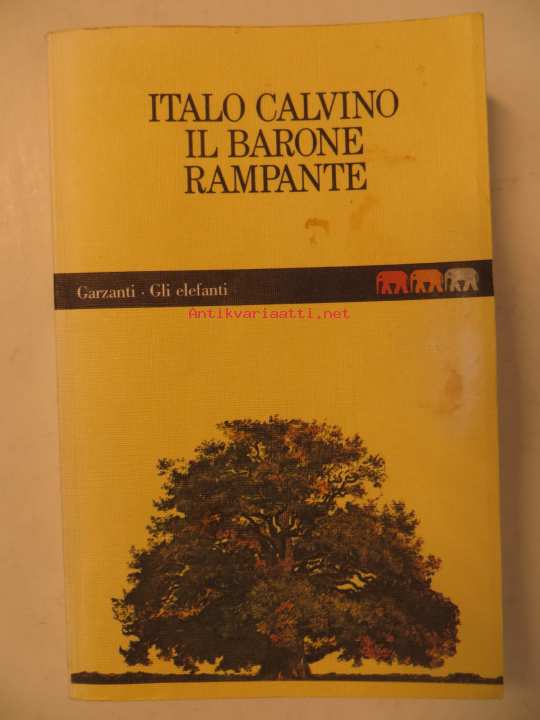 ITALO CALVINO
IL BARONE
RAMPANTE
Garzanti · Gli elefanti
Antikvariaatti.net